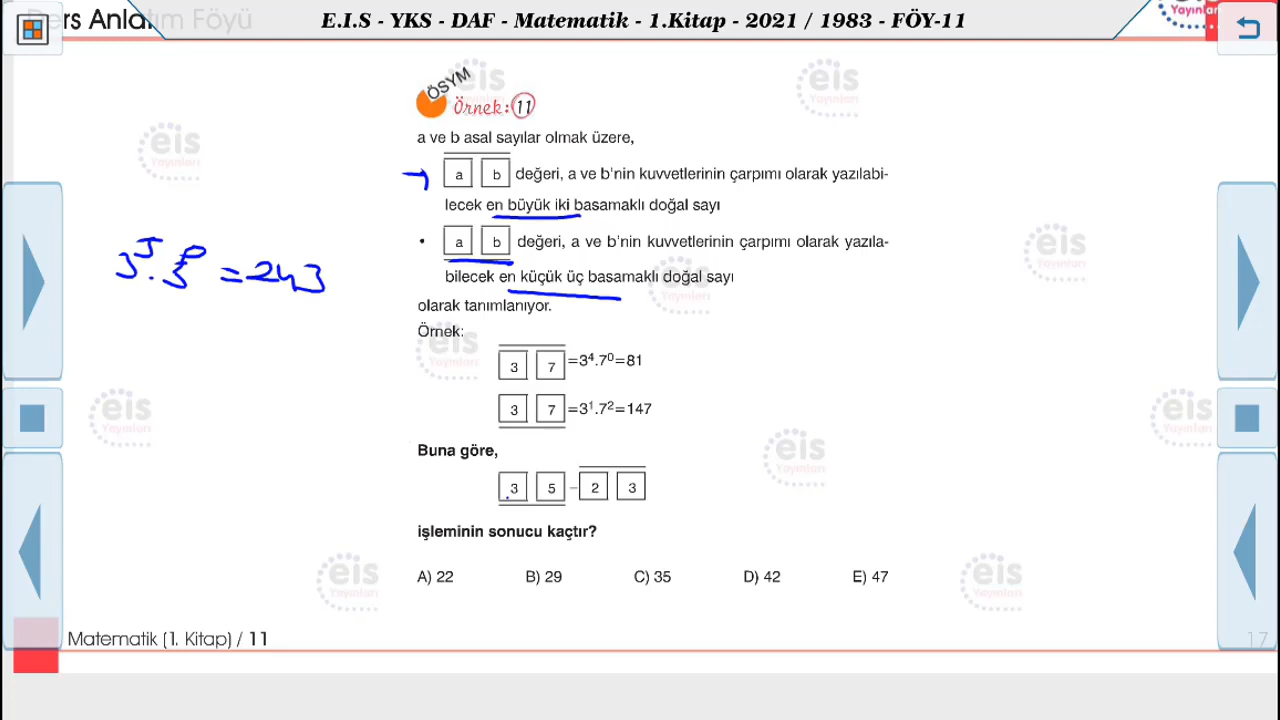 Ders Anlatım Föyü
E.I.S - YKS - DAF - Matematik - 1.Kitap - 2021 / 1983 - FÖY-11
eis Yayınları
ÖSYM
Örnek: 11
a ve b asal sayılar olmak üzere,
a b değeri, a ve b'nin kuvvetlerinin çarpımı olarak yazılabi-
lecek en büyük iki basamaklı doğal sayı
• a b değeri, a ve b'nin kuvvetlerinin çarpımı olarak yazıla-
bilecek en küçük üç basamaklı doğal sayı
olarak tanımlanıyor.
Örnek:
3 7 =3⁴.7⁰=81
3 7 =3¹.7²=147
Buna göre,
3 5 - 2 3
işleminin sonucu kaçtır?
A) 22 B) 29 C) 35 D) 42 E) 47
= 243
Matematik (1. Kitap) / 11
17